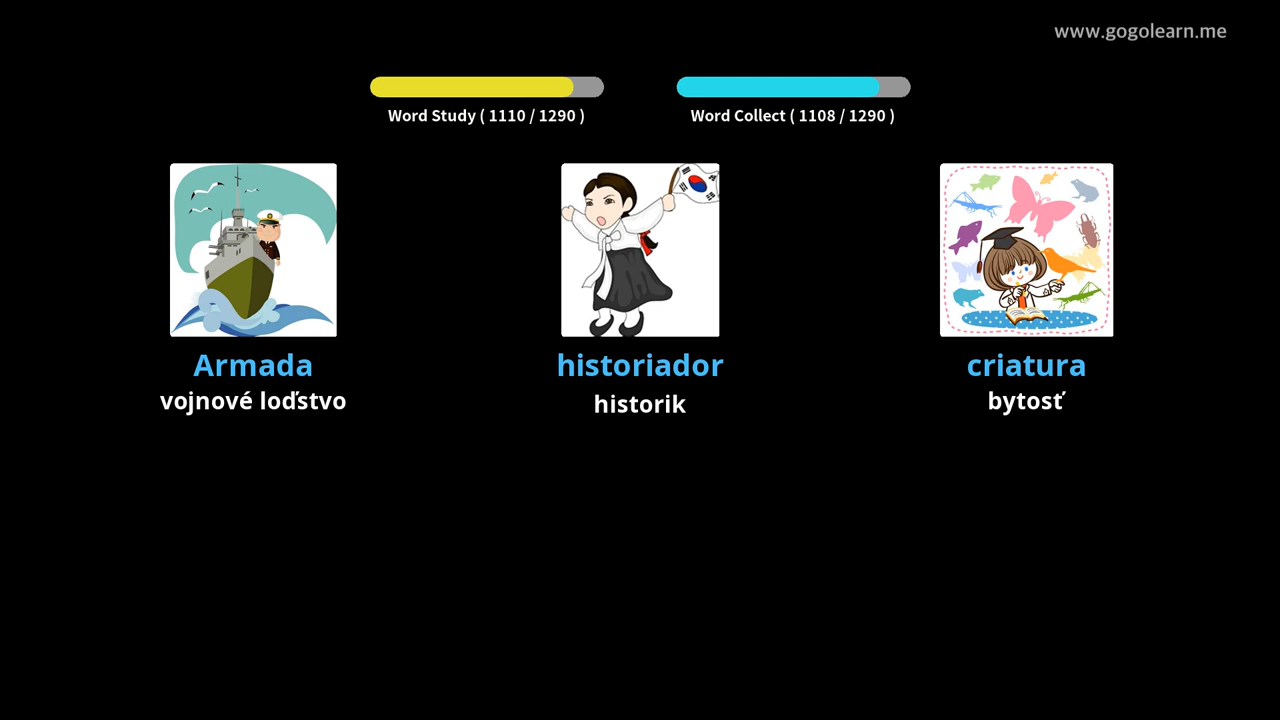 www.gogolearn.me
Word Study ( 1110 / 1290 )
Word Collect ( 1108 / 1290 )
Armada
vojnové loďstvo
historiador
historik
criatura
bytosť